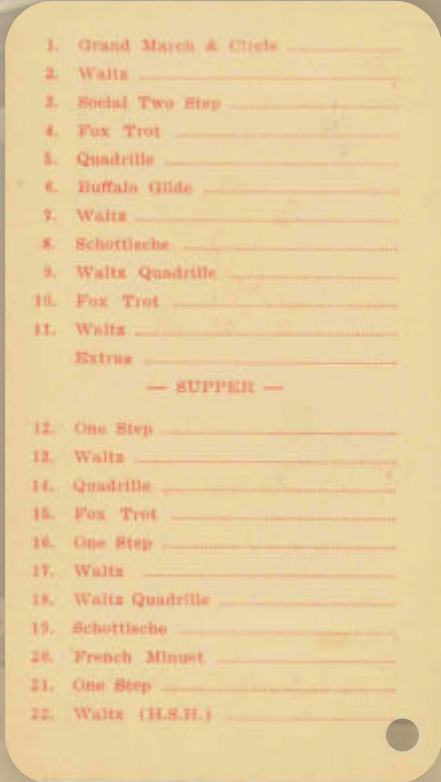 1. Grand March & Circle
2. Waltz
3. Social Two Step
4. Fox Trot
5. Quadrille
6. Buffalo Glide
7. Waltz
8. Schottische
9. Waltz Quadrille
10. Fox Trot
11. Waltz
Extras
— SUPPER —
12. One Step
13. Waltz
14. Quadrille
15. Fox Trot
16. One Step
17. Waltz
18. Waltz Quadrille
19. Schottische
20. French Minuet
21. One Step
22. Waltz (H.S.H.)